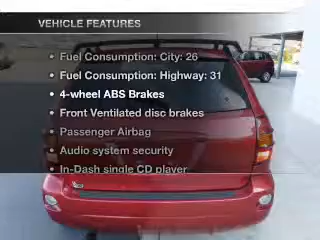 VEHICLE FEATURES
Fuel Consumption: City: 26
Fuel Consumption: Highway: 31
4-wheel ABS Brakes
Front Ventilated disc brakes
Passenger Airbag
Audio system security
In-Dash single CD player